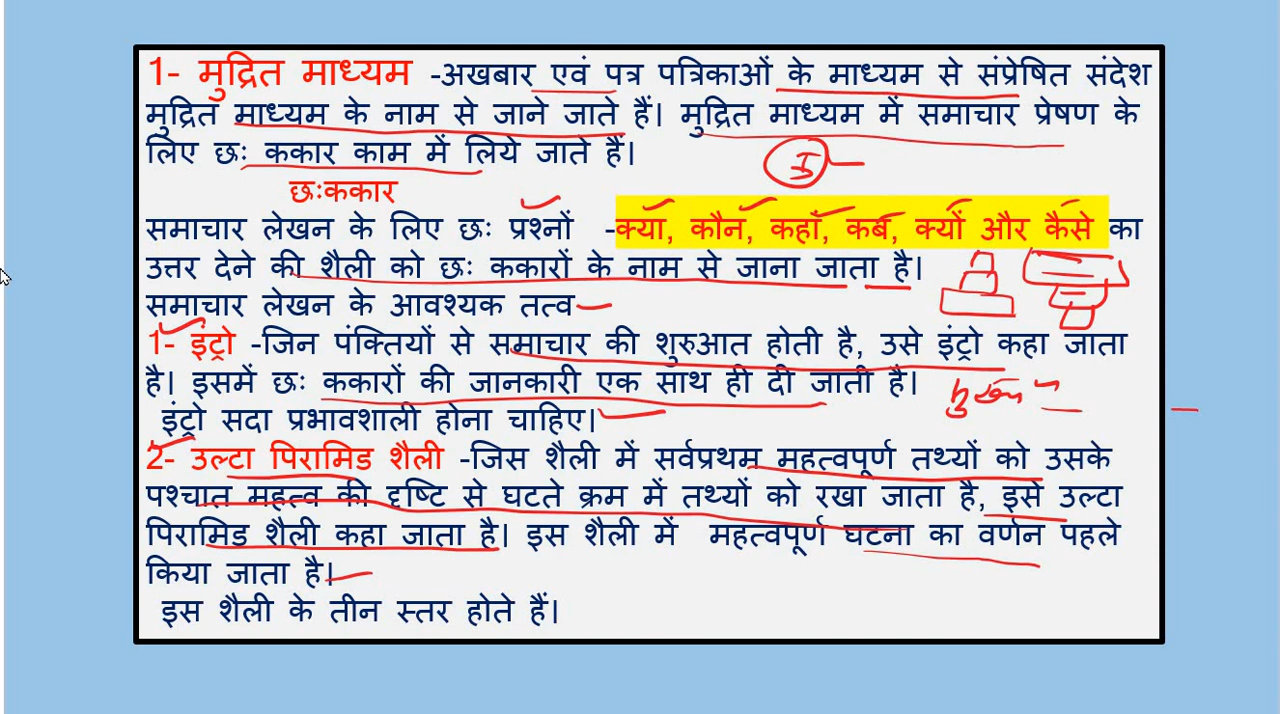 1- मुद्रित माध्यम -अखबार एवं पत्र पत्रिकाओं के माध्यम से संप्रेषित संदेश
मुद्रित माध्यम के नाम से जाने जाते हैं। मुद्रित माध्यम में समाचार प्रेषण के
लिए छः ककार काम में लिये जाते हैं।
छःककार
समाचार लेखन के लिए छः प्रश्नों -क्या, कौन, कहाँ, कब, क्यों और कैसे का
उत्तर देने की शैली को छः ककारों के नाम से जाना जाता है।
समाचार लेखन के आवश्यक तत्व
1- इंट्रो -जिन पंक्तियों से समाचार की शुरुआत होती है, उसे इंट्रो कहा जाता
है। इसमें छः ककारों की जानकारी एक साथ ही दी जाती है।
इंट्रो सदा प्रभावशाली होना चाहिए।
2- उल्टा पिरामिड शैली -जिस शैली में सर्वप्रथम महत्वपूर्ण तथ्यों को उसके
पश्चात महत्व की दृष्टि से घटते क्रम में तथ्यों को रखा जाता है, इसे उल्टा
पिरामिड शैली कहा जाता है। इस शैली में महत्वपूर्ण घटना का वर्णन पहले
किया जाता है।
इस शैली के तीन स्तर होते हैं।